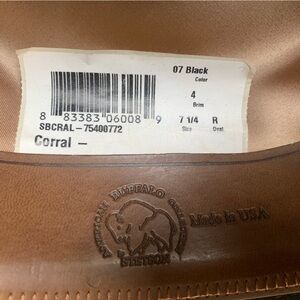 07 Black
Color
4
Brim
8 83383 06008 9
7 1/4 R
Size Oval
SBCRAL-75400772
Corral -
AMERICAN BUFFALO COLLECTION
STETSON
Made in USA